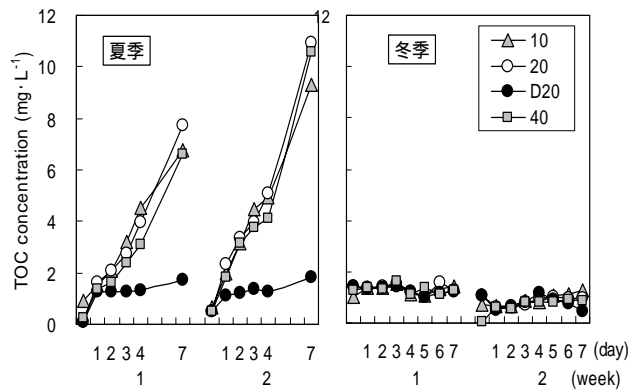 TOC concentration (mg· L⁻¹)
12
10
8
6
4
2
0
夏季
12
冬季
10
20
D20
40
1 2 3 4 7 1 2 3 4 7 1 2 3 4 5 6 7 1 2 3 4 5 6 7 (day)
1 2 1 2 (week)